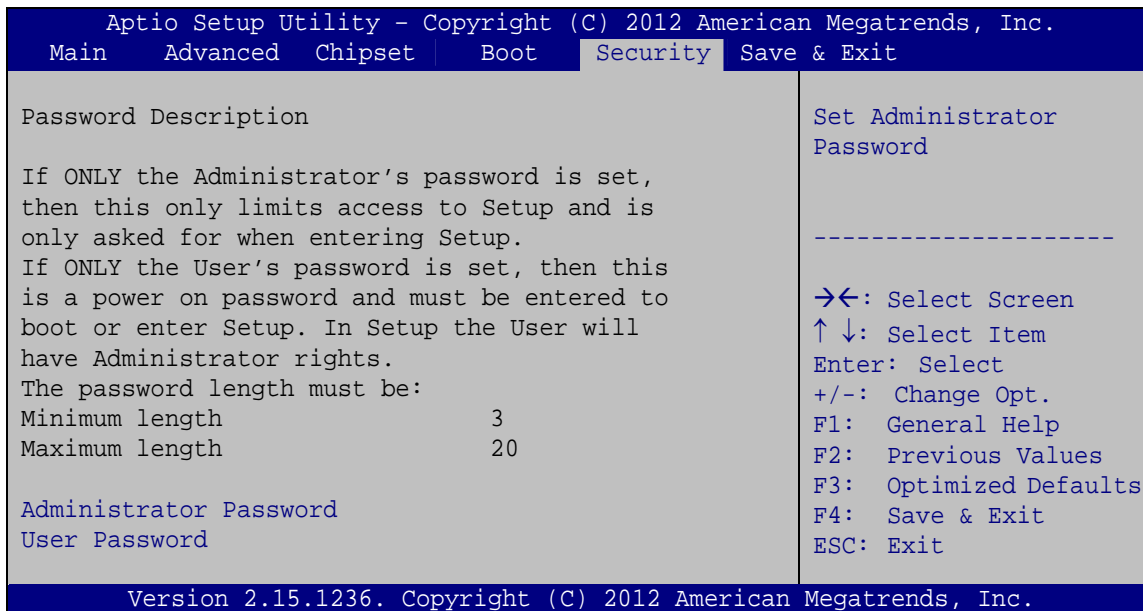 Aptio Setup Utility – Copyright (C) 2012 American Megatrends, Inc.
Main Advanced Chipset Boot Security Save & Exit
Password Description
If ONLY the Administrator’s password is set,
then this only limits access to Setup and is
only asked for when entering Setup.
If ONLY the User’s password is set, then this
is a power on password and must be entered to
boot or enter Setup. In Setup the User will
have Administrator rights.
The password length must be:
Minimum length 3
Maximum length 20
Administrator Password
User Password
Set Administrator
Password
---------------------
→←: Select Screen
↑ ↓: Select Item
Enter: Select
+/-: Change Opt.
F1: General Help
F2: Previous Values
F3: Optimized Defaults
F4: Save & Exit
ESC: Exit
Version 2.15.1236. Copyright (C) 2012 American Megatrends, Inc.